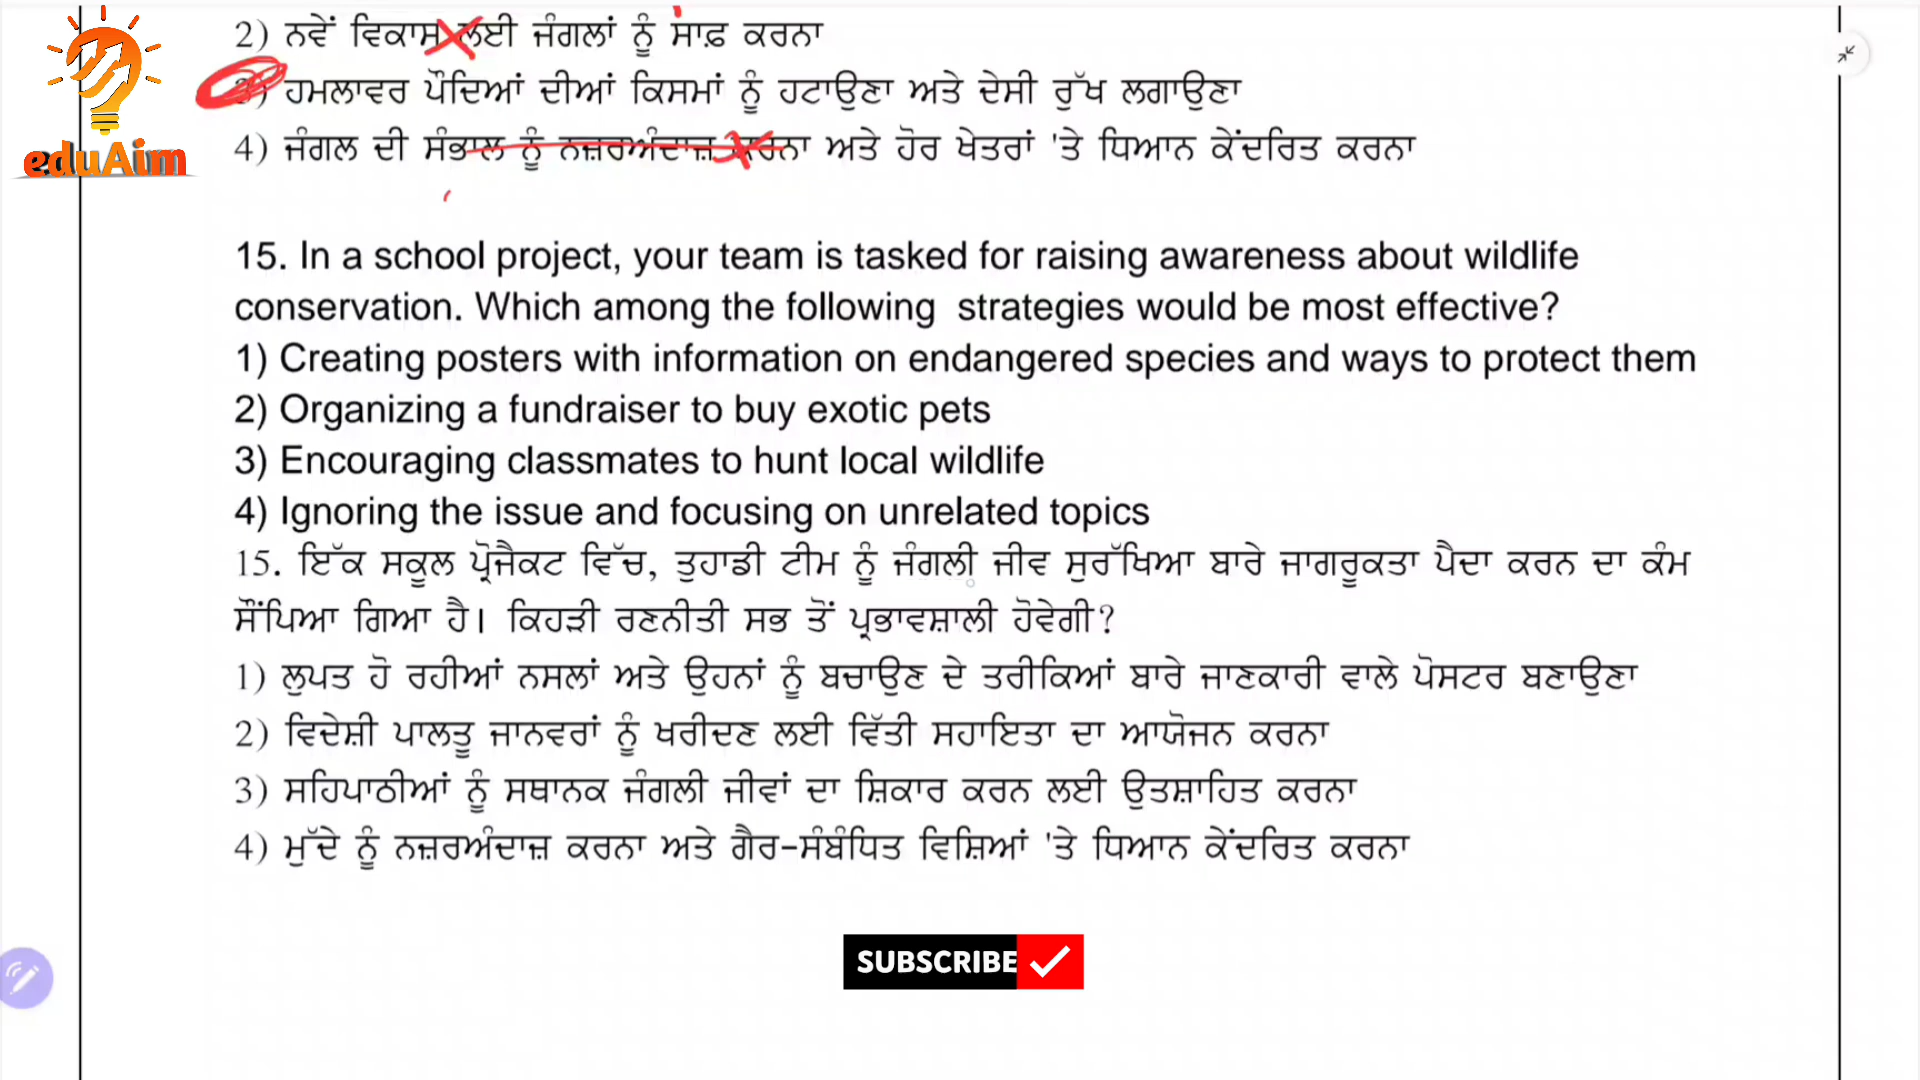 2) ਨਵੇਂ ਵਿਕਾਸ ਲਈ ਜੰਗਲਾਂ ਨੂੰ ਸਾਫ਼ ਕਰਨਾ
3) ਹਮਲਾਵਰ ਪੌਦਿਆਂ ਦੀਆਂ ਕਿਸਮਾਂ ਨੂੰ ਹਟਾਉਣਾ ਅਤੇ ਦੇਸੀ ਰੁੱਖ ਲਗਾਉਣਾ
eduAim
4) ਜੰਗਲ ਦੀ ਸੰਭਾਲ ਨੂੰ ਨਜ਼ਰਅੰਦਾਜ਼ ਕਰਨਾ ਅਤੇ ਹੋਰ ਖੇਤਰਾਂ 'ਤੇ ਧਿਆਨ ਕੇਂਦਰਿਤ ਕਰਨਾ
15. In a school project, your team is tasked for raising awareness about wildlife
conservation. Which among the following strategies would be most effective?
1) Creating posters with information on endangered species and ways to protect them
2) Organizing a fundraiser to buy exotic pets
3) Encouraging classmates to hunt local wildlife
4) Ignoring the issue and focusing on unrelated topics
15. ਇੱਕ ਸਕੂਲ ਪ੍ਰੋਜੈਕਟ ਵਿੱਚ, ਤੁਹਾਡੀ ਟੀਮ ਨੂੰ ਜੰਗਲੀ ਜੀਵ ਸੁਰੱਖਿਆ ਬਾਰੇ ਜਾਗਰੂਕਤਾ ਪੈਦਾ ਕਰਨ ਦਾ ਕੰਮ
ਸੌਂਪਿਆ ਗਿਆ ਹੈ। ਕਿਹੜੀ ਰਣਨੀਤੀ ਸਭ ਤੋਂ ਪ੍ਰਭਾਵਸ਼ਾਲੀ ਹੋਵੇਗੀ?
1) ਲੁਪਤ ਹੋ ਰਹੀਆਂ ਨਸਲਾਂ ਅਤੇ ਉਹਨਾਂ ਨੂੰ ਬਚਾਉਣ ਦੇ ਤਰੀਕਿਆਂ ਬਾਰੇ ਜਾਣਕਾਰੀ ਵਾਲੇ ਪੋਸਟਰ ਬਣਾਉਣਾ
2) ਵਿਦੇਸ਼ੀ ਪਾਲਤੂ ਜਾਨਵਰਾਂ ਨੂੰ ਖਰੀਦਣ ਲਈ ਵਿੱਤੀ ਸਹਾਇਤਾ ਦਾ ਆਯੋਜਨ ਕਰਨਾ
3) ਸਹਿਪਾਠੀਆਂ ਨੂੰ ਸਥਾਨਕ ਜੰਗਲੀ ਜੀਵਾਂ ਦਾ ਸ਼ਿਕਾਰ ਕਰਨ ਲਈ ਉਤਸ਼ਾਹਿਤ ਕਰਨਾ
4) ਮੁੱਦੇ ਨੂੰ ਨਜ਼ਰਅੰਦਾਜ਼ ਕਰਨਾ ਅਤੇ ਗੈਰ-ਸੰਬੰਧਿਤ ਵਿਸ਼ਿਆਂ 'ਤੇ ਧਿਆਨ ਕੇਂਦਰਿਤ ਕਰਨਾ
SUBSCRIBE